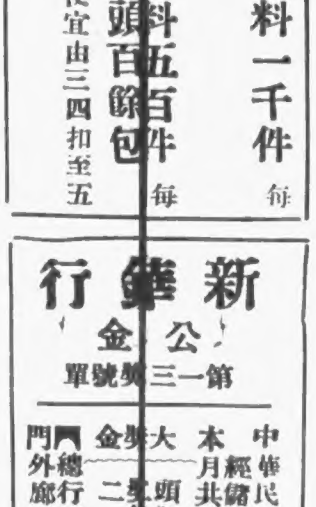 料一千件 每
料五百件 每
頭百餘包
宜由三四扣至五
新華行
公金
第一三獎號單
中華民
經儲
本月共
大獎金
頭
二
總行
門外廊